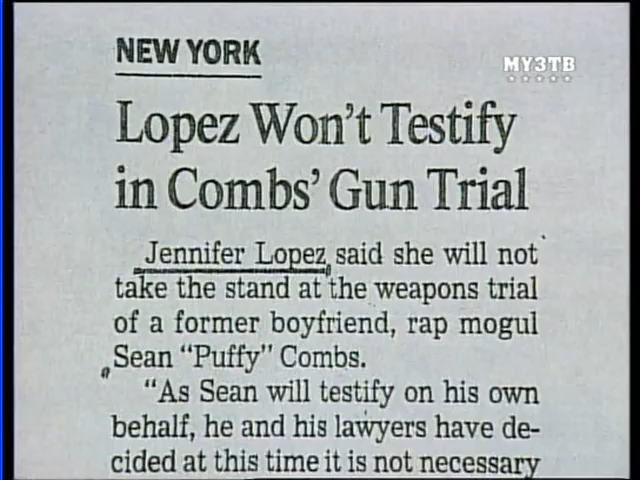 NEW YORK
МУЗТВ
Lopez Won't Testify
in Combs' Gun Trial
Jennifer Lopez said she will not
take the stand at the weapons trial
of a former boyfriend, rap mogul
Sean "Puffy" Combs.
"As Sean will testify on his own
behalf, he and his lawyers have de-
cided at this time it is not necessary